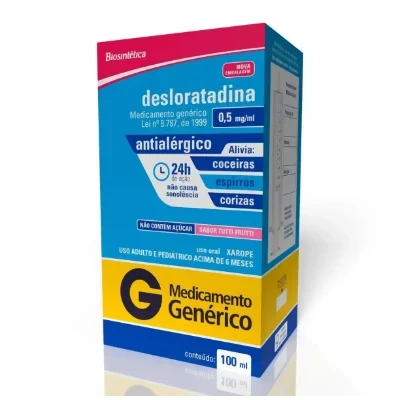 Biosintética
NOVA
EMBALAGEM
desloratadina
Medicamento genérico
Lei nº 9.787, de 1999
0,5 mg/ml
antialérgico
Alivia:
24h
de ação
não causa
sonolência
coceiras
espirros
corizas
NÃO CONTÉM AÇÚCAR
SABOR TUTTI-FRUTTI
uso oral XAROPE
USO ADULTO E PEDIÁTRICO ACIMA DE 6 MESES
G Medicamento
Genérico
conteúdo: 100 ml